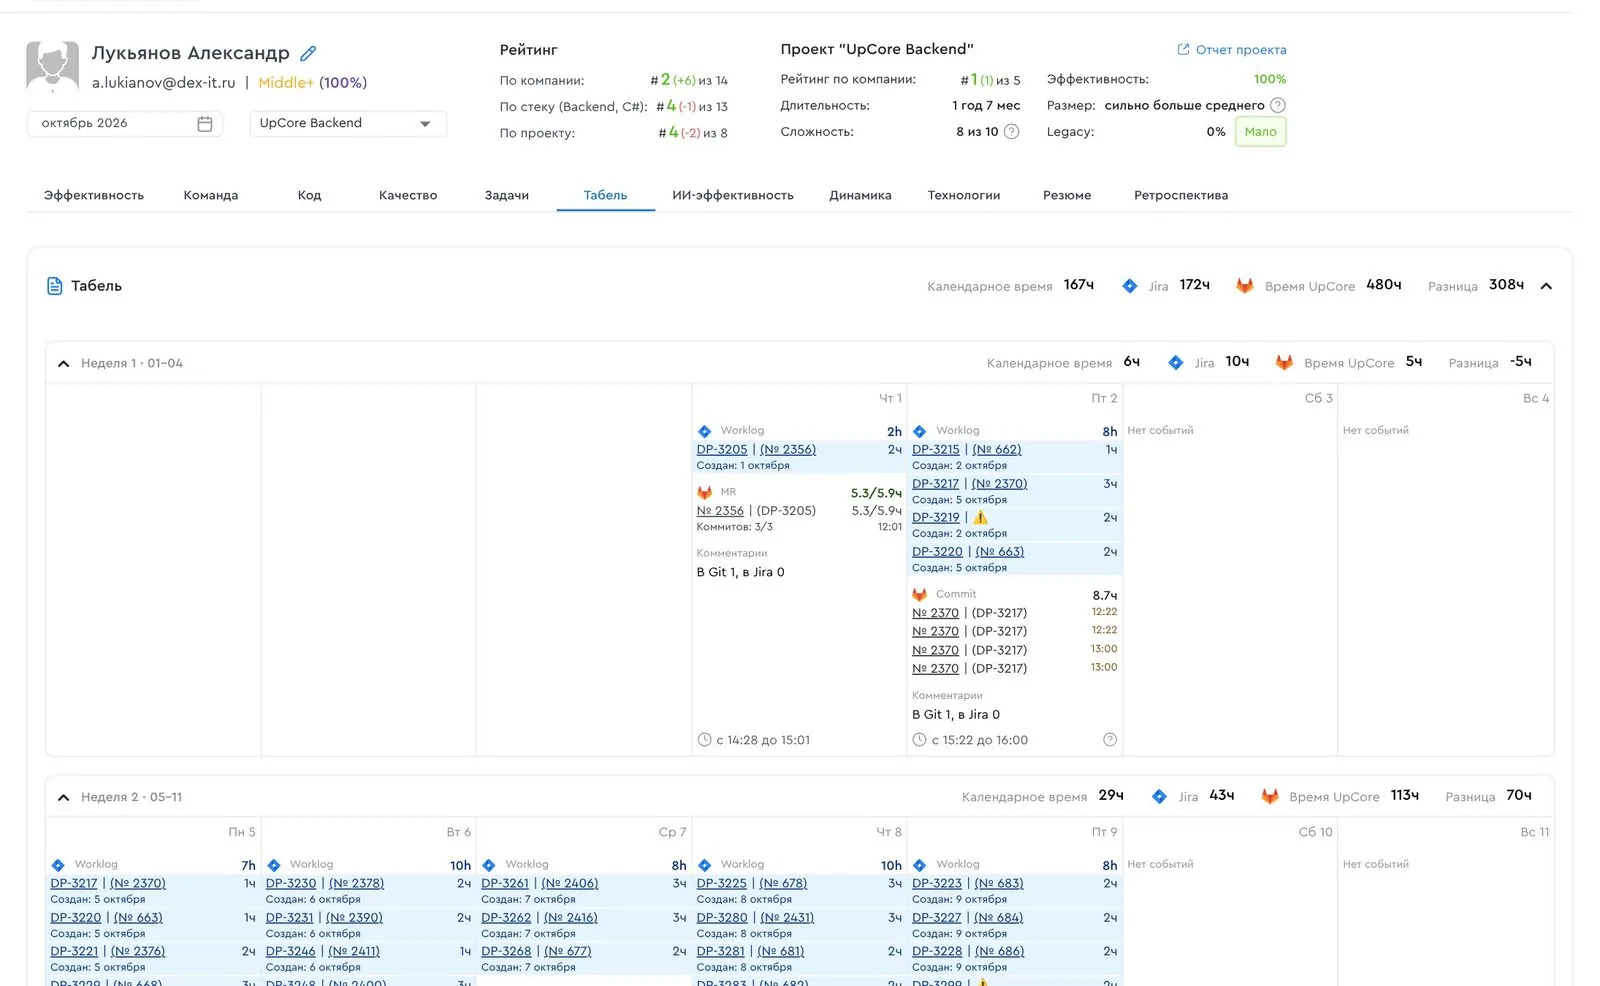 Лукьянов Александр
a.lukianov@dex-it.ru | Middle+ (100%)
октябрь 2026
UpCore Backend
Рейтинг
По компании: #2 (+6) из 14
По стеку (Backend, C#): #4 (-1) из 13
По проекту: #4 (-2) из 8
Проект "UpCore Backend"
Отчет проекта
Рейтинг по компании: #1 (1) из 5
Эффективность: 100%
Длительность: 1 год 7 мес
Размер: сильно больше среднего ?
Сложность: 8 из 10 ?
Legacy: 0% Мало
Эффективность Команда Код Качество Задачи Табель ИИ-эффективность Динамика Технологии Резюме Ретроспектива
Табель
Календарное время 167ч Jira 172ч Время UpCore 480ч Разница 308ч
Неделя 1 · 01–04
Календарное время 6ч Jira 10ч Время UpCore 5ч Разница -5ч
Чт 1
Worklog 2h
DP-3205 | (№ 2356) 2ч
Создан: 1 октября
MR 5.3/5.9ч
№ 2356 | (DP-3205) 5.3/5.9ч
Коммитов: 3/3 12:01
Комментарии
В Git 1, в Jira 0
с 14:28 до 15:01
Пт 2
Worklog 8h
DP-3215 | (№ 662) 1ч
Создан: 2 октября
DP-3217 | (№ 2370) 3ч
Создан: 5 октября
DP-3219 | 2ч
Создан: 2 октября
DP-3220 | (№ 663) 2ч
Создан: 5 октября
Commit 8.7ч
№ 2370 | (DP-3217) 12:22
№ 2370 | (DP-3217) 12:22
№ 2370 | (DP-3217) 13:00
№ 2370 | (DP-3217) 13:00
Комментарии
В Git 1, в Jira 0
с 15:22 до 16:00 ?
Сб 3
Нет событий
Вс 4
Нет событий
Неделя 2 · 05–11
Календарное время 29ч Jira 43ч Время UpCore 113ч Разница 70ч
Пн 5
Worklog 7h
DP-3217 | (№ 2370) 1ч
Создан: 5 октября
DP-3220 | (№ 663) 1ч
Создан: 5 октября
DP-3221 | (№ 2376) 2ч
Создан: 5 октября
DP-3229 | (№ 668) 3ч
Вт 6
Worklog 10h
DP-3230 | (№ 2378) 2ч
Создан: 6 октября
DP-3231 | (№ 2390) 2ч
Создан: 6 октября
DP-3246 | (№ 2411) 1ч
Создан: 6 октября
DP-3248 | (№ 2400) 3ч
Ср 7
Worklog 8h
DP-3261 | (№ 2406) 3ч
Создан: 7 октября
DP-3262 | (№ 2416) 3ч
Создан: 7 октября
DP-3268 | (№ 677) 2ч
Создан: 7 октября
Чт 8
Worklog 10h
DP-3225 | (№ 678) 3ч
Создан: 8 октября
DP-3280 | (№ 2431) 3ч
Создан: 8 октября
DP-3281 | (№ 681) 2ч
Создан: 8 октября
DP-3283 | (№ 682) 2ч
Пт 9
Worklog 8h
DP-3223 | (№ 683) 2ч
Создан: 9 октября
DP-3227 | (№ 684) 2ч
Создан: 9 октября
DP-3228 | (№ 686) 2ч
Создан: 9 октября
DP-3299 | 2ч
Сб 10
Нет событий
Вс 11
Нет событий